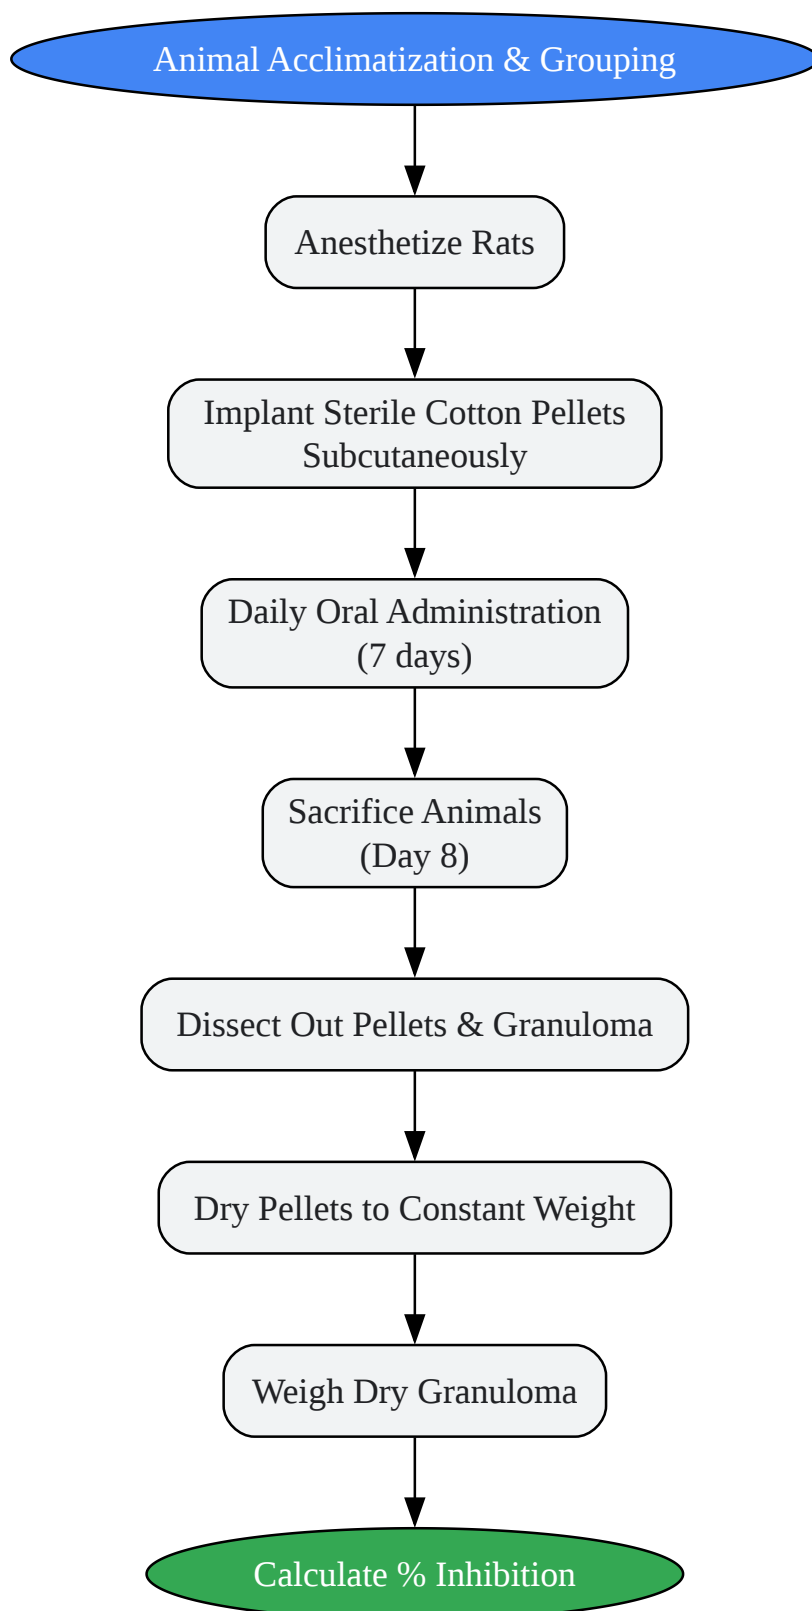 Animal Acclimatization & Grouping
Anesthetize Rats
Implant Sterile Cotton Pellets
Subcutaneously
Daily Oral Administration
(7 days)
Sacrifice Animals
(Day 8)
Dissect Out Pellets & Granuloma
Dry Pellets to Constant Weight
Weigh Dry Granuloma
Calculate % Inhibition